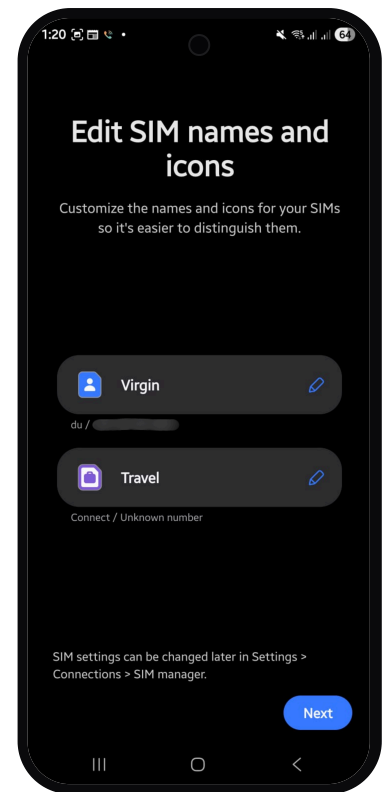 1:20 64
Edit SIM names and
icons
Customize the names and icons for your SIMs
so it's easier to distinguish them.
Virgin
du /
Travel
Connect / Unknown number
SIM settings can be changed later in Settings >
Connections > SIM manager.
Next